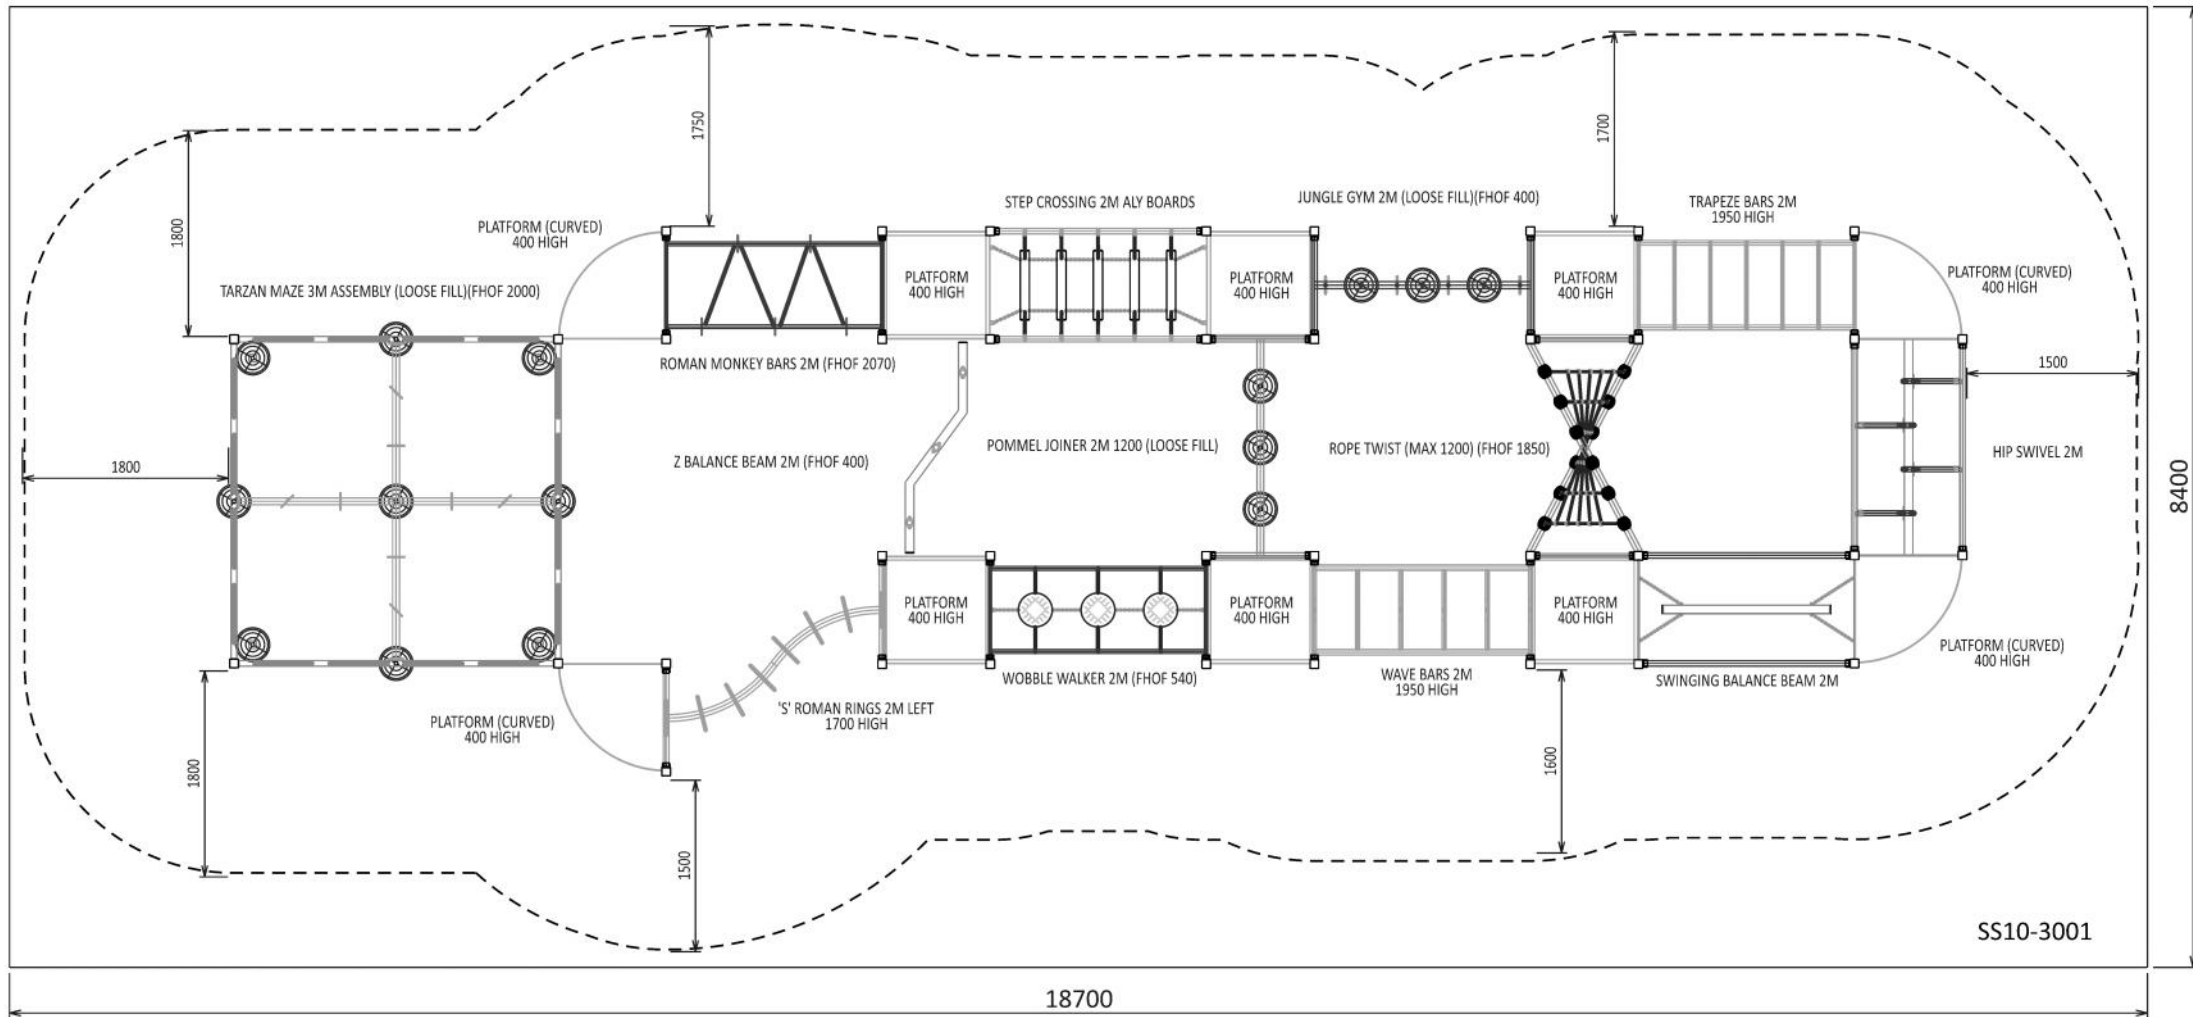 1750
1700
1800
PLATFORM (CURVED)
400 HIGH
STEP CROSSING 2M ALY BOARDS
JUNGLE GYM 2M (LOOSE FILL)(FHOF 400)
TRAPEZE BARS 2M
1950 HIGH
TARZAN MAZE 3M ASSEMBLY (LOOSE FILL)(FHOF 2000)
PLATFORM
400 HIGH
PLATFORM
400 HIGH
PLATFORM
400 HIGH
PLATFORM (CURVED)
400 HIGH
ROMAN MONKEY BARS 2M (FHOF 2070)
1500
1800
Z BALANCE BEAM 2M (FHOF 400)
POMMEL JOINER 2M 1200 (LOOSE FILL)
ROPE TWIST (MAX 1200) (FHOF 1850)
HIP SWIVEL 2M
8400
PLATFORM
400 HIGH
PLATFORM
400 HIGH
PLATFORM
400 HIGH
PLATFORM (CURVED)
400 HIGH
WOBBLE WALKER 2M (FHOF 540)
WAVE BARS 2M
1950 HIGH
SWINGING BALANCE BEAM 2M
'S' ROMAN RINGS 2M LEFT
1700 HIGH
PLATFORM (CURVED)
400 HIGH
1800
1500
1600
SS10-3001
18700